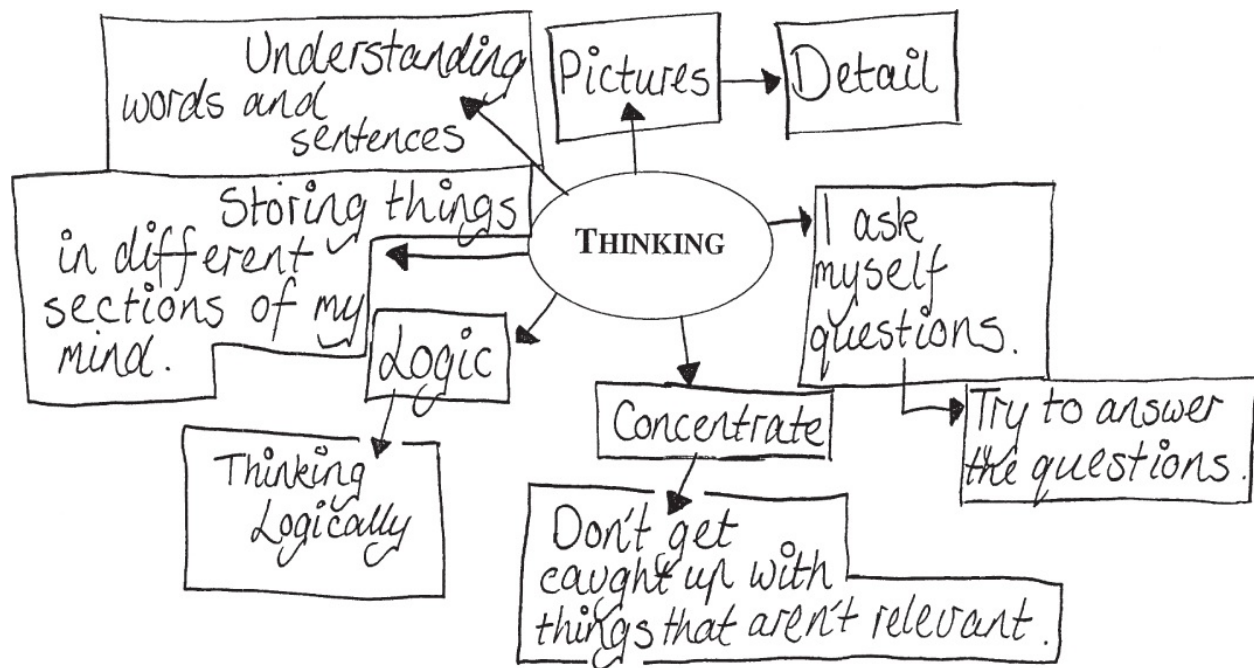 Understanding
words and
sentences
Pictures
Detail
Storing things
in different
sections of my
mind.
THINKING
I ask
myself
questions.
Logic
Concentrate
Try to answer
the questions.
Thinking
Logically
Don't get
caught up with
things that aren't relevant.